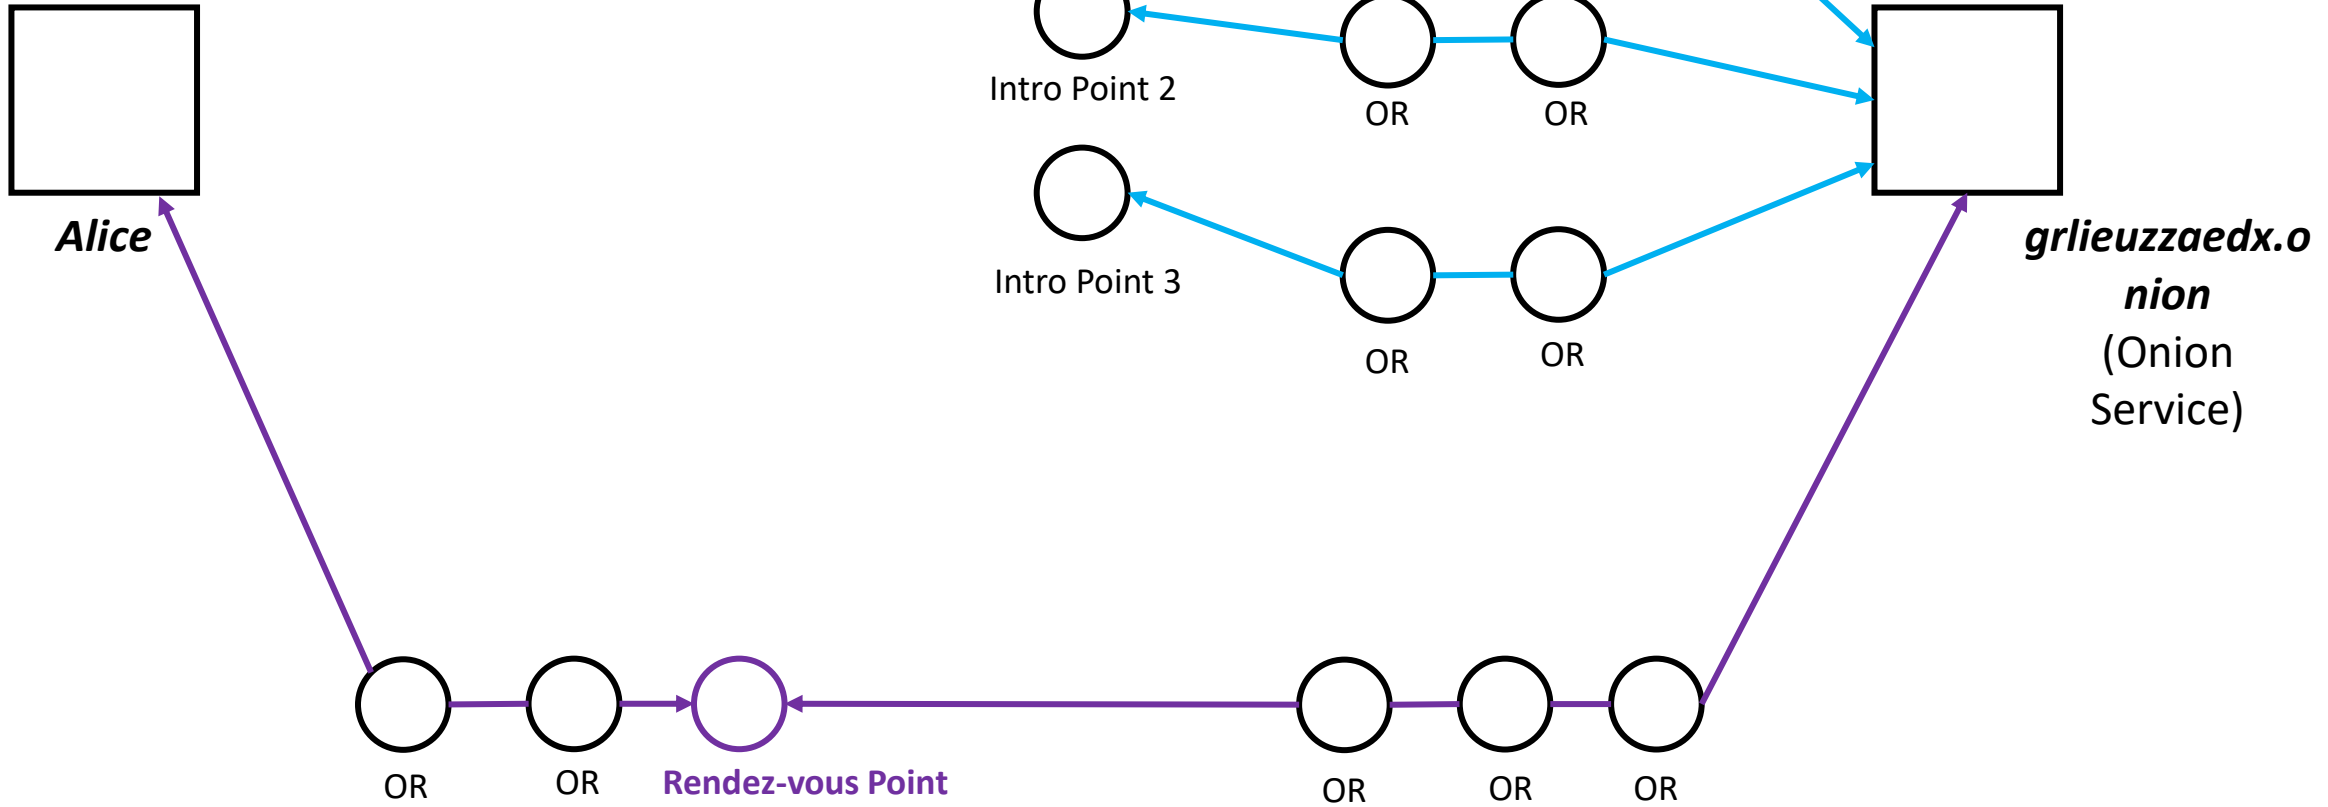 Intro Point 2
OR
OR
Alice
grlieuzzaedx.o
nion
(Onion
Service)
Intro Point 3
OR
OR
OR
OR
Rendez-vous Point
OR
OR
OR